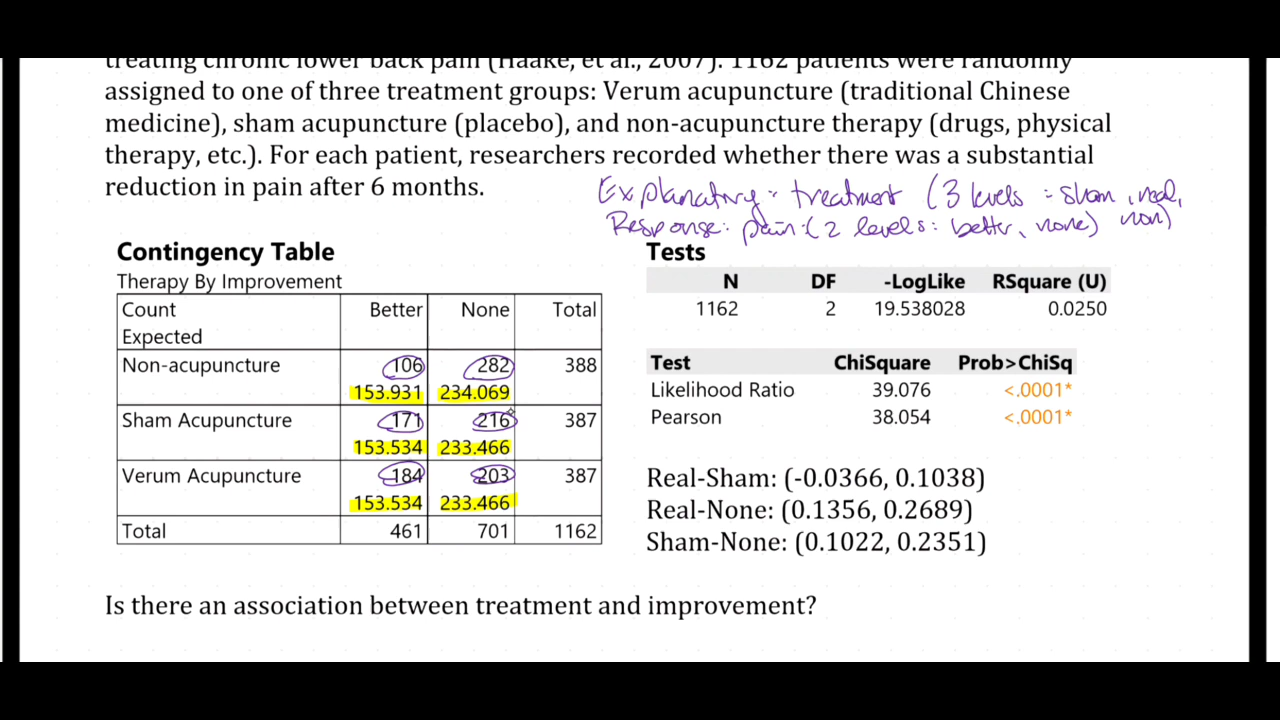 treating chronic lower back pain (Haake, et al., 2007). 1162 patients were randomly
assigned to one of three treatment groups: Verum acupuncture (traditional Chinese
medicine), sham acupuncture (placebo), and non-acupuncture therapy (drugs, physical
therapy, etc.). For each patient, researchers recorded whether there was a substantial
reduction in pain after 6 months.
Explanatory: treatment (3 levels: sham, real,
non)
Response: pain: (2 levels: better, none)
Contingency Table
Therapy By Improvement
Count Better None Total
Expected
Non-acupuncture 106 282 388
153.931 234.069
Sham Acupuncture 171 216 387
153.534 233.466
Verum Acupuncture 184 203 387
153.534 233.466
Total 461 701 1162
Tests
N DF -LogLike RSquare (U)
1162 2 19.538028 0.0250
Test ChiSquare Prob>ChiSq
Likelihood Ratio 39.076 <.0001*
Pearson 38.054 <.0001*
Real-Sham: (-0.0366, 0.1038)
Real-None: (0.1356, 0.2689)
Sham-None: (0.1022, 0.2351)
Is there an association between treatment and improvement?